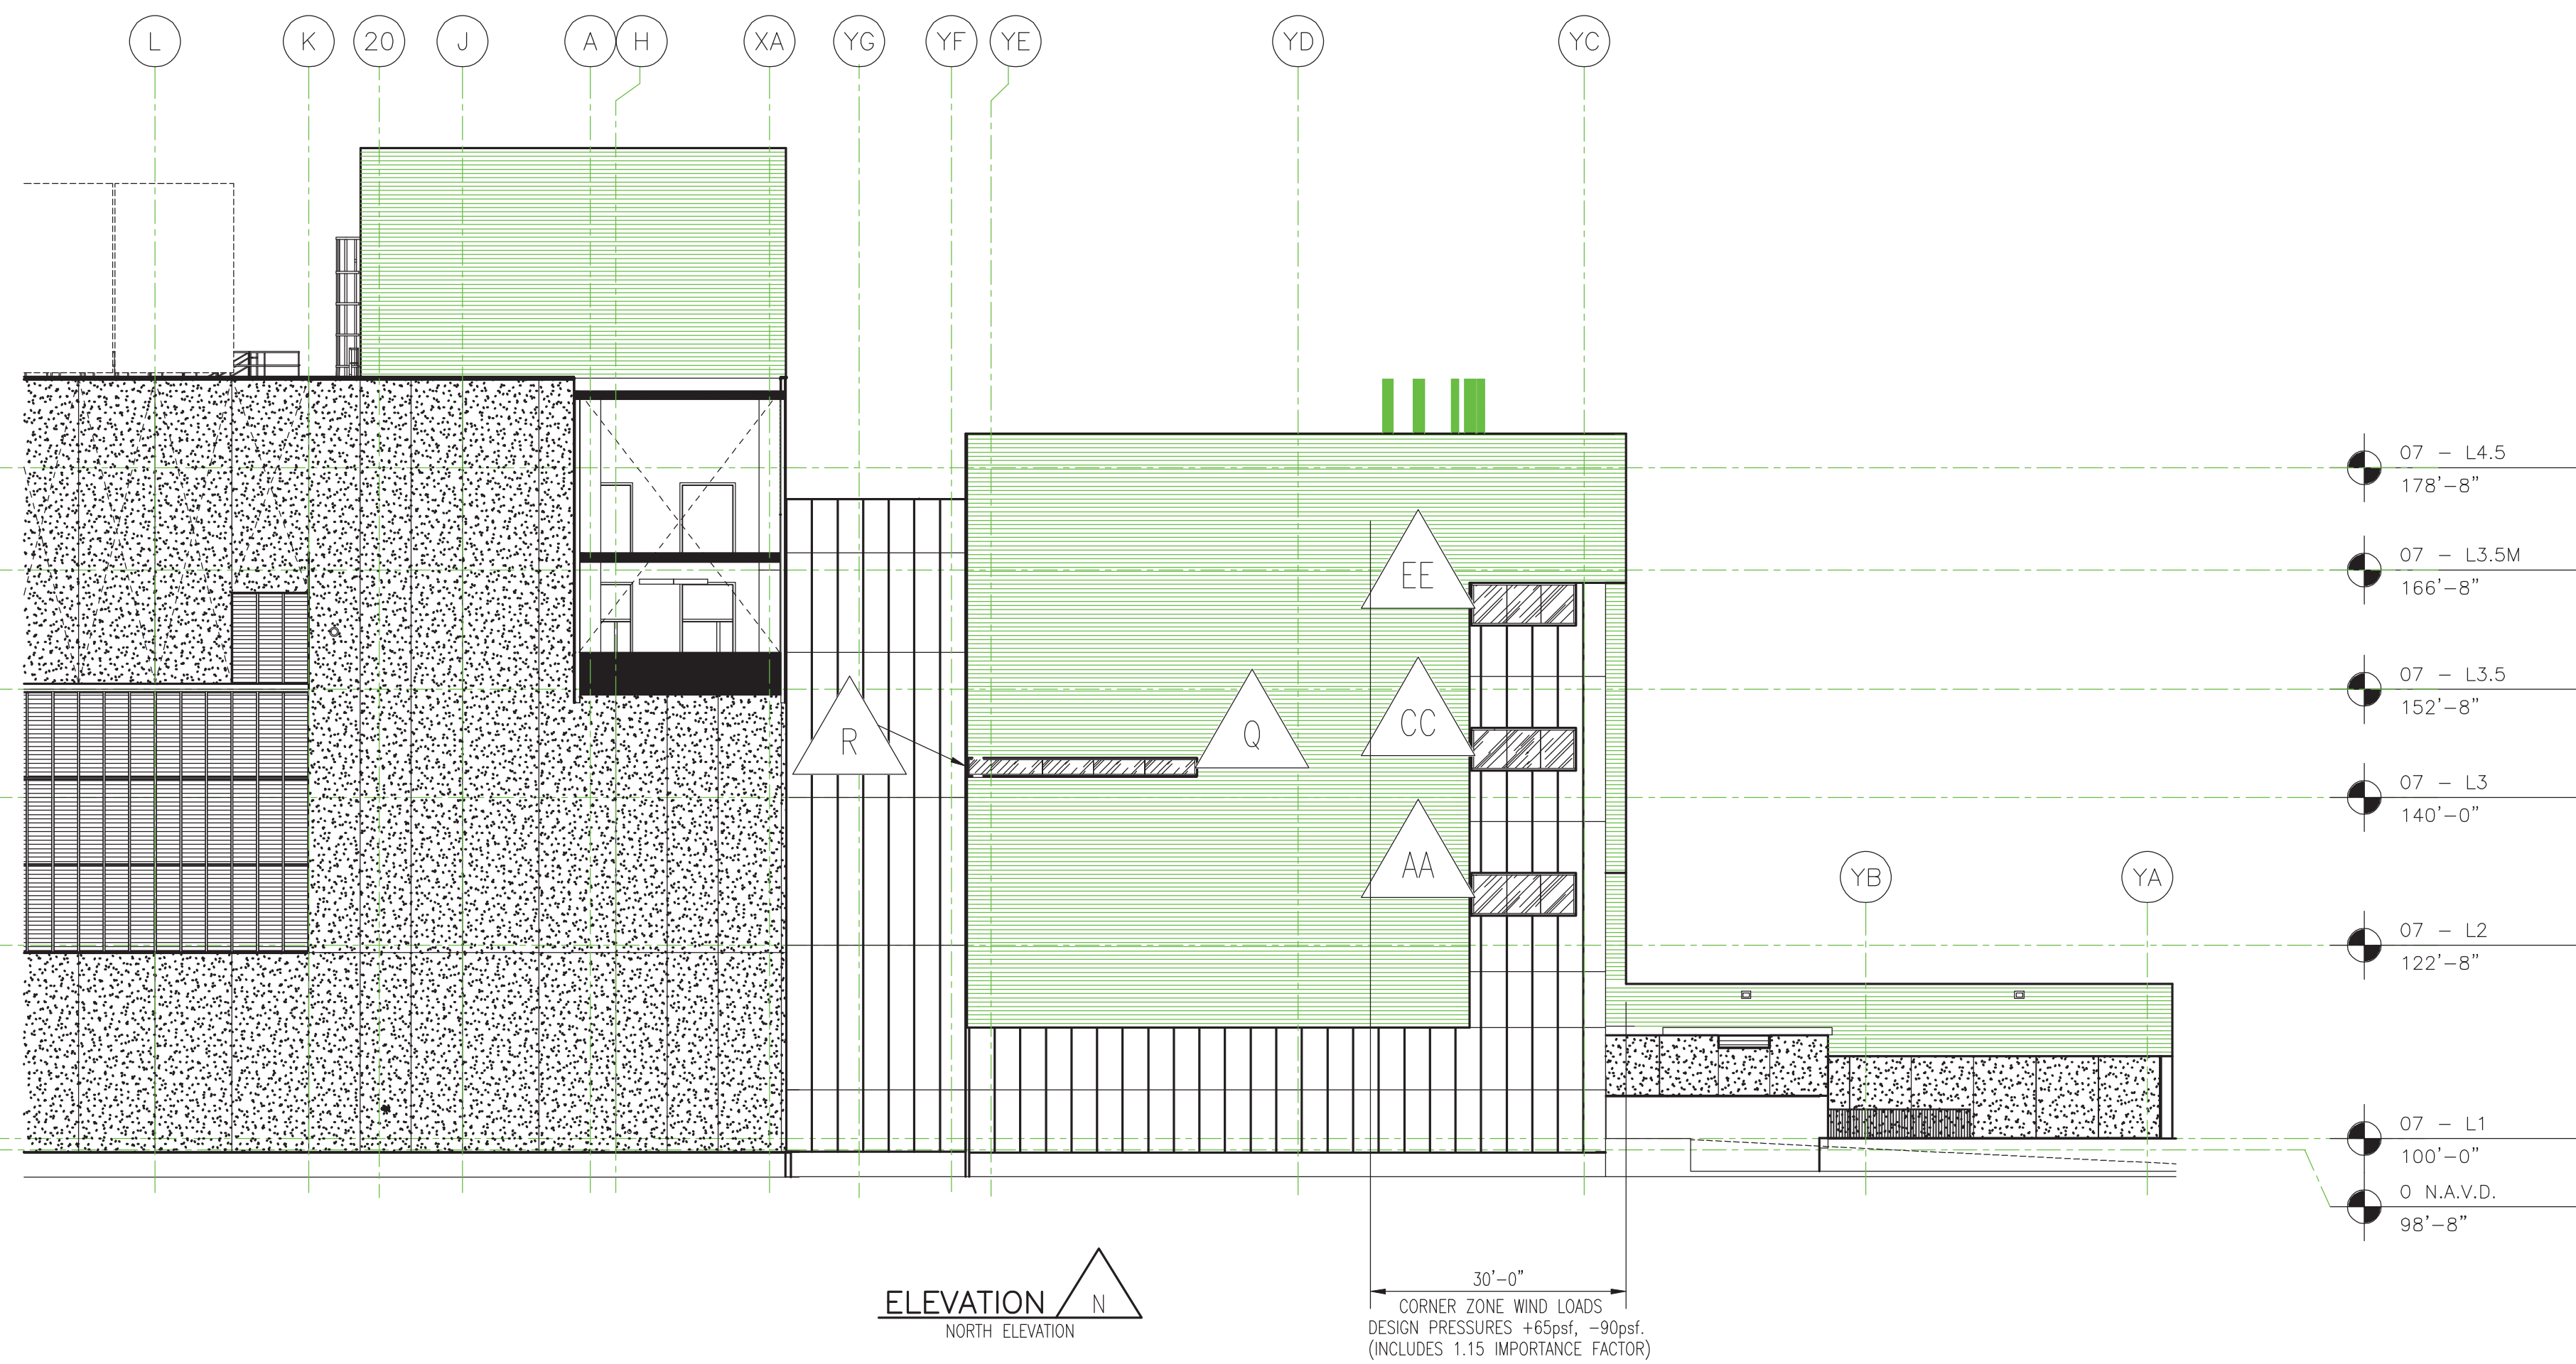 L
K
20
J
A
H
XA
YG
YF
YE
YD
YC
07 - L4.5
178'-8"
EE
07 - L3.5M
166'-8"
07 - L3.5
152'-8"
R
Q
CC
07 - L3
140'-0"
AA
YB
YA
07 - L2
122'-8"
07 - L1
100'-0"
0 N.A.V.D.
98'-8"
ELEVATION N
NORTH ELEVATION
30'-0"
CORNER ZONE WIND LOADS
DESIGN PRESSURES +65psf, -90psf.
(INCLUDES 1.15 IMPORTANCE FACTOR)